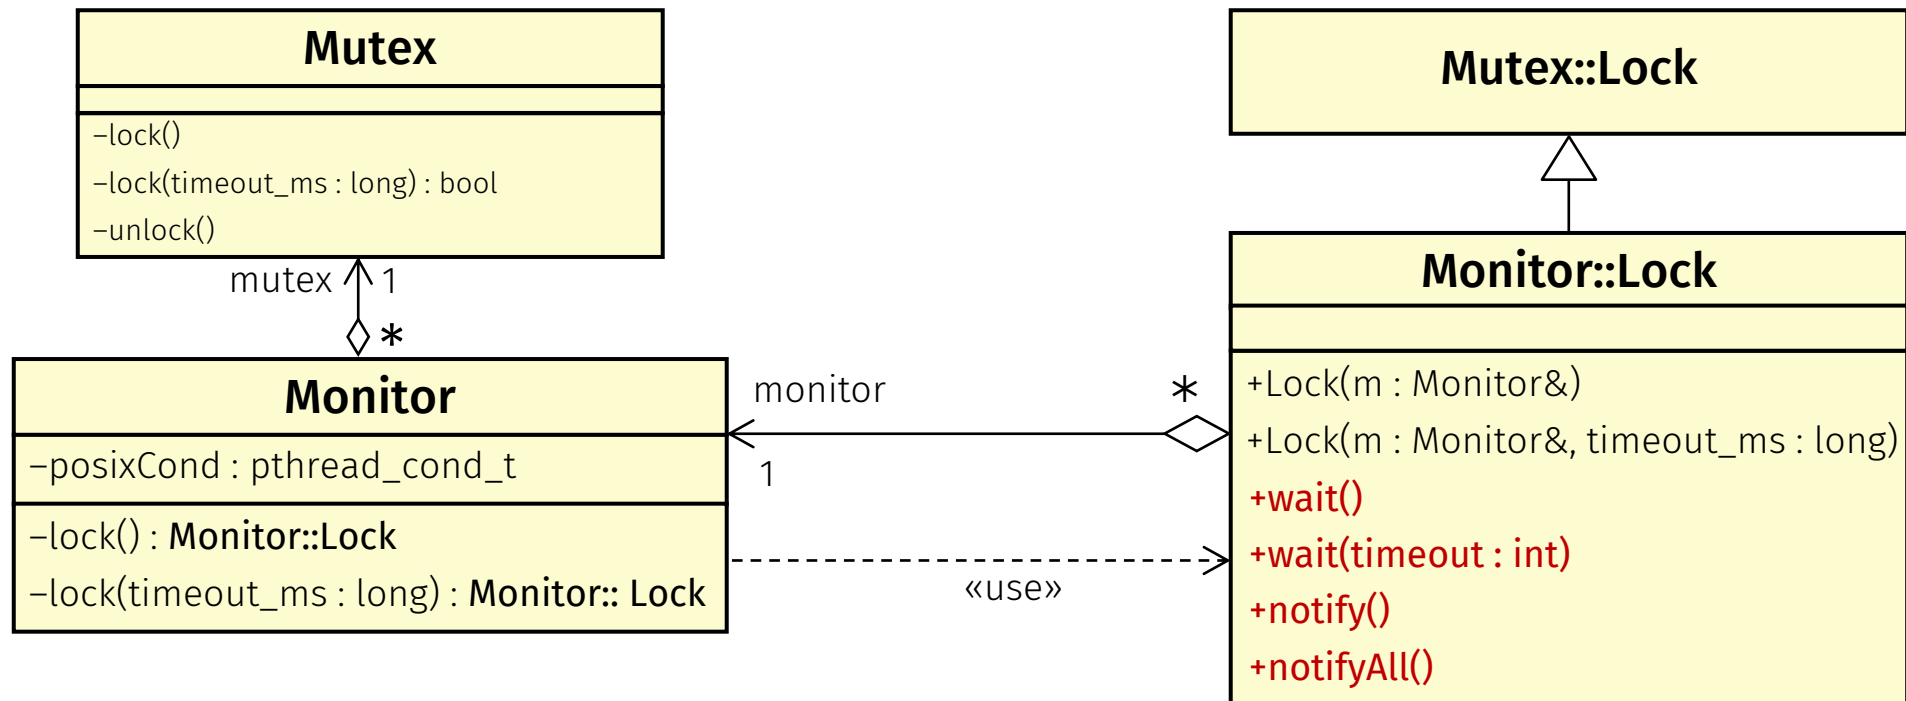 Mutex
–lock()
–lock(timeout_ms : long) : bool
–unlock()
mutex
1
*
Monitor
–posixCond : pthread_cond_t
–lock() : Monitor::Lock
–lock(timeout_ms : long) : Monitor:: Lock
monitor
1
*
«use»
Mutex::Lock
Monitor::Lock
+Lock(m : Monitor&)
+Lock(m : Monitor&, timeout_ms : long)
+wait()
+wait(timeout : int)
+notify()
+notifyAll()